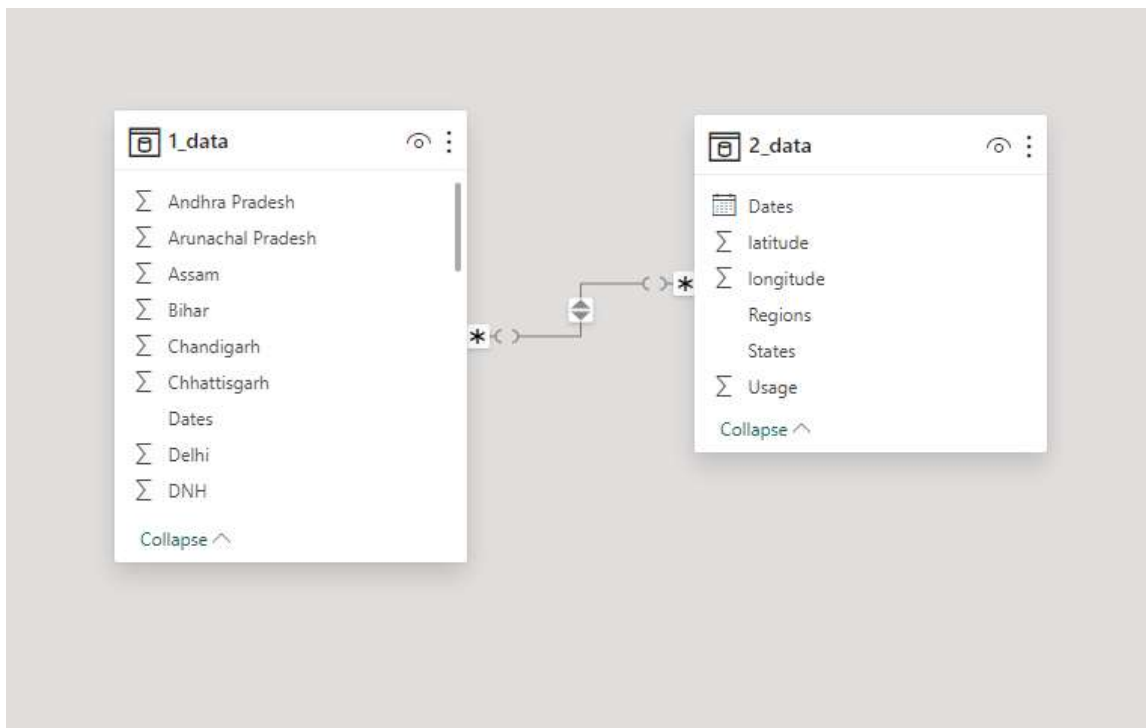 1_data
Andhra Pradesh
Arunachal Pradesh
Assam
Bihar
Chandigarh
Chhattisgarh
Dates
Delhi
DNH
Collapse
2_data
Dates
latitude
longitude
Regions
States
Usage
Collapse